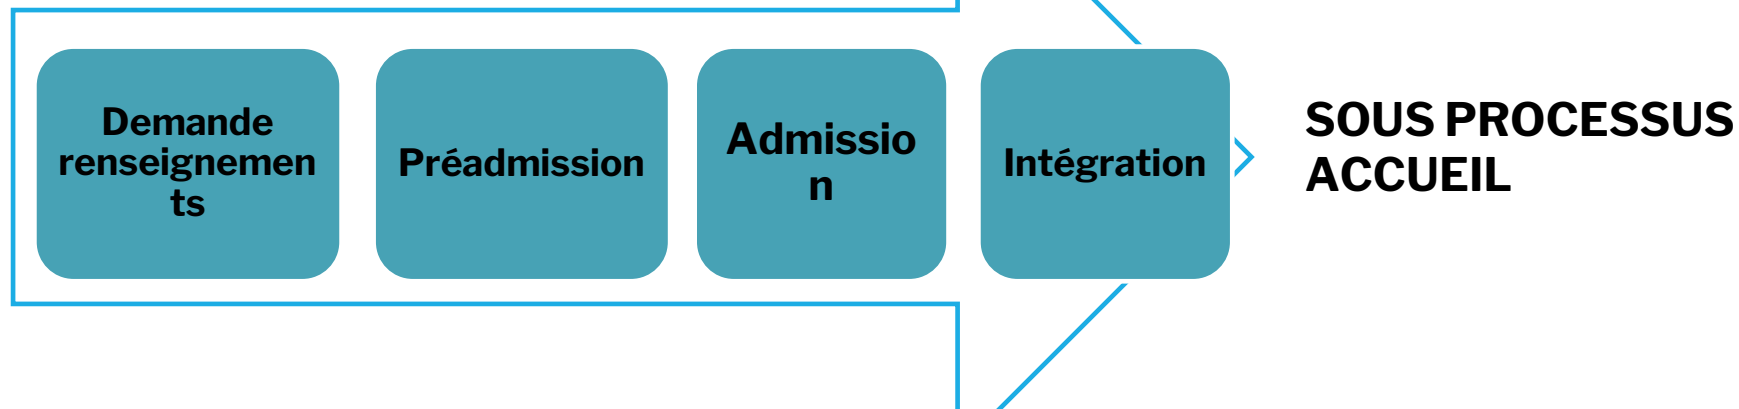 Demande
renseignemen
ts
Préadmission
Admissio
n
Intégration
SOUS PROCESSUS
ACCUEIL